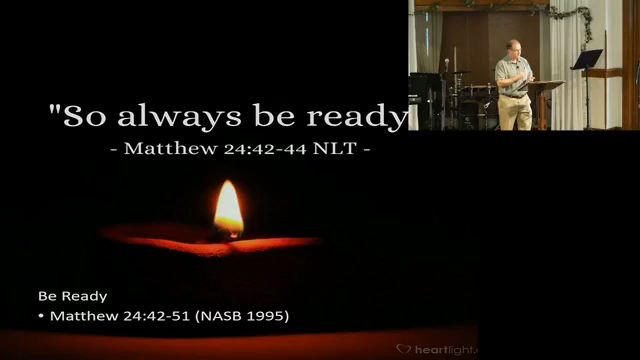 "So always be ready
- Matthew 24:42-44 NLT -
Be Ready
• Matthew 24:42-51 (NASB 1995)
heartlight.